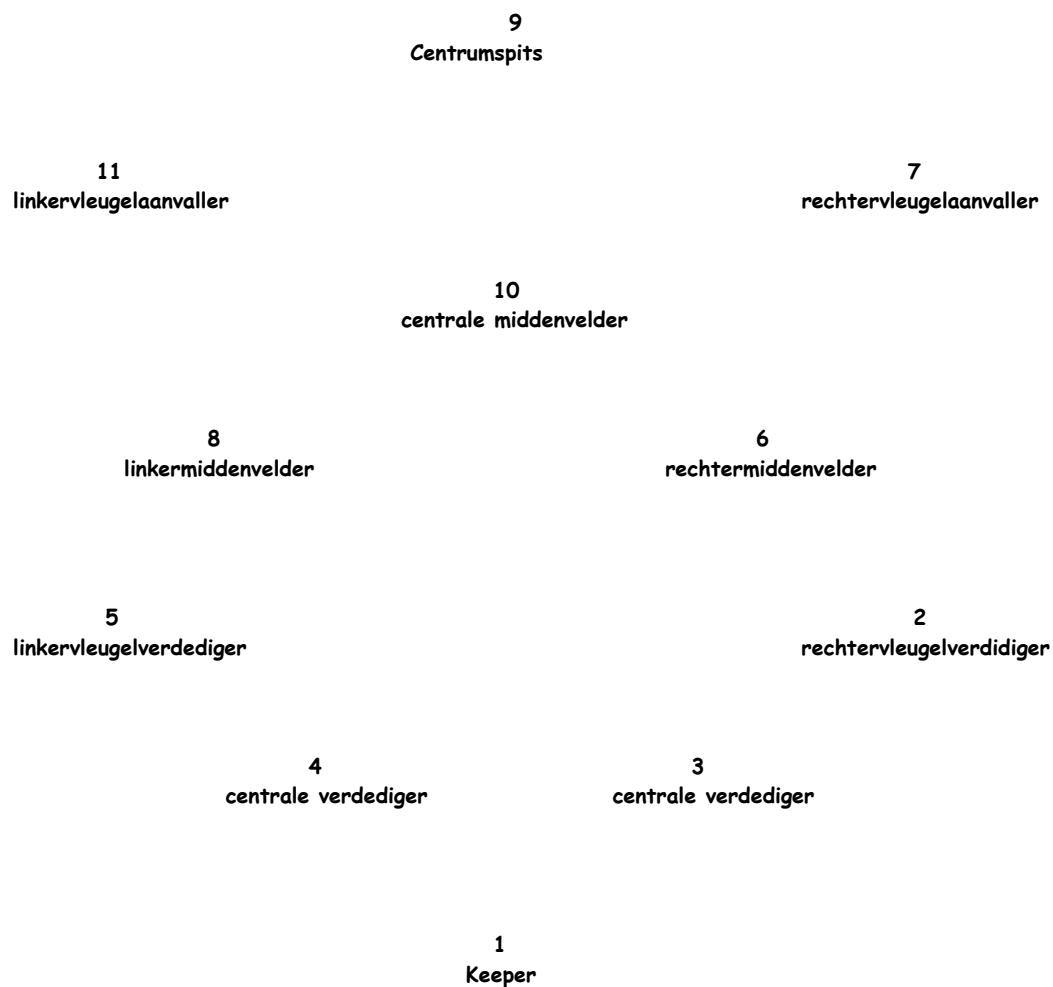 9
Centrumspits
11 7
linkervleugelaanvaller rechtervleugelaanvaller
10
centrale middenvelder
8 6
linkermiddenvelder rechtermiddenvelder
5 2
linkervleugelverdediger rechtervleugelverdidiger
4 3
centrale verdediger centrale verdediger
1
Keeper